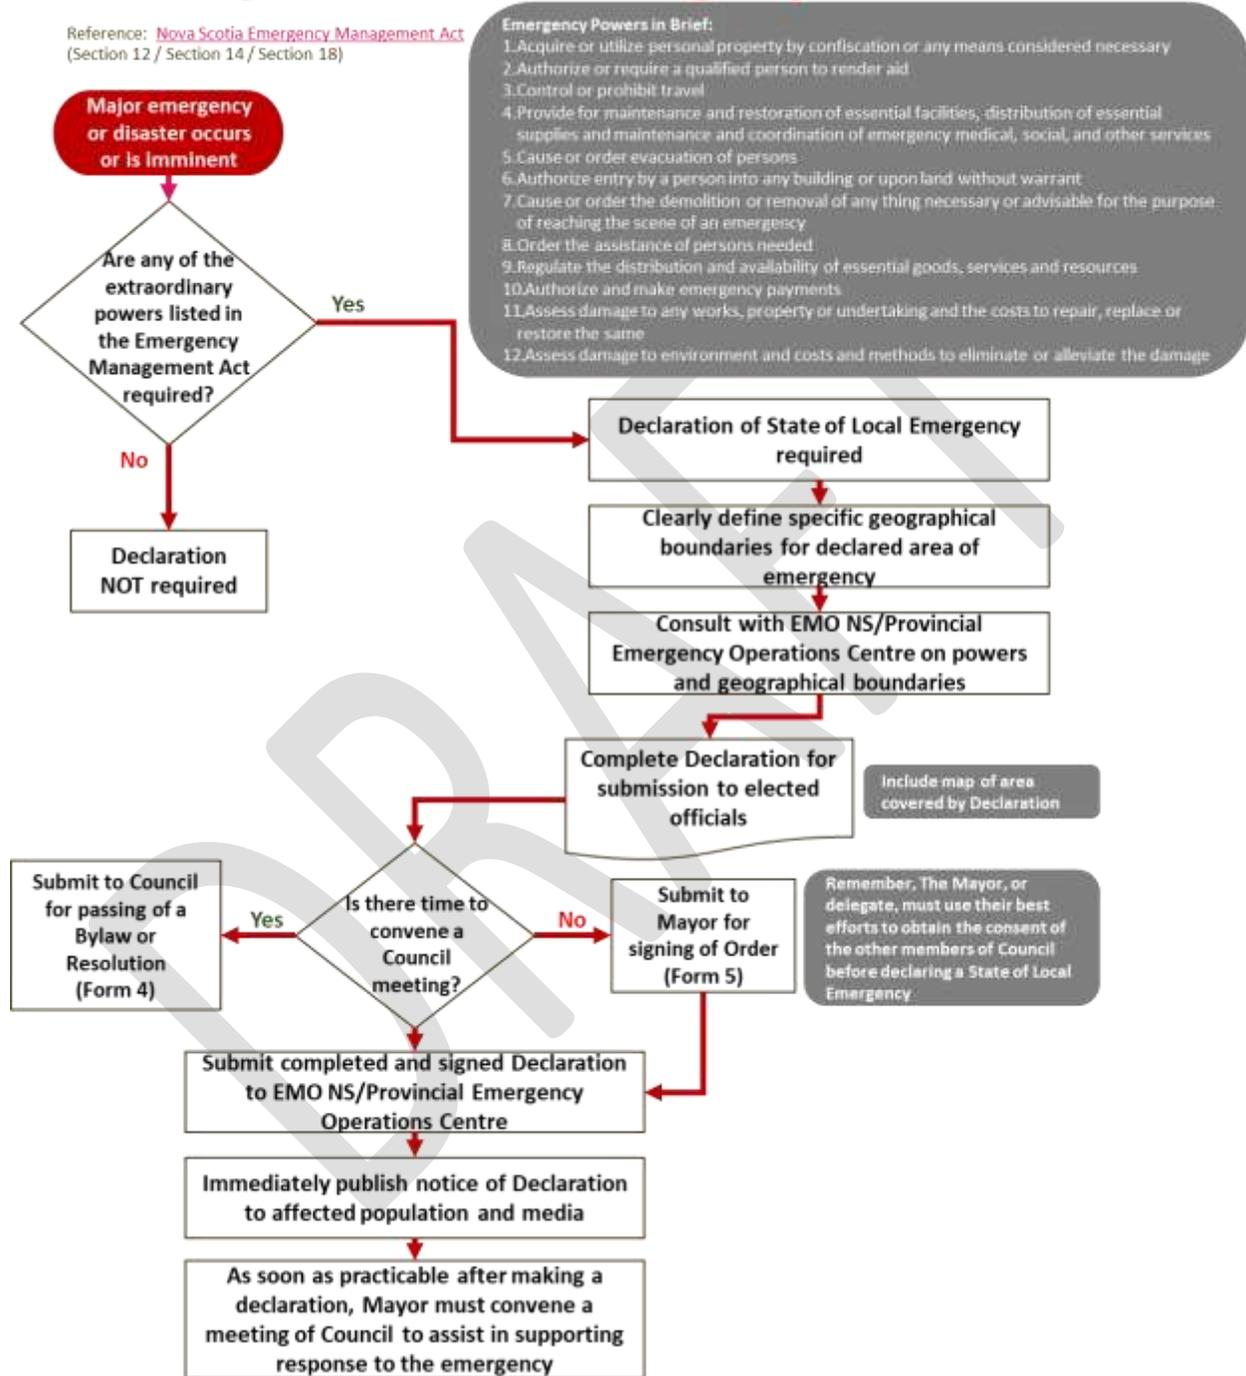 Reference: Nova Scotia Emergency Management Act
(Section 12 / Section 14 / Section 18)
Emergency Powers in Brief:
1.Acquire or utilize personal property by confiscation or any means considered necessary
2.Authorize or require a qualified person to render aid
3.Control or prohibit travel
4.Provide for maintenance and restoration of essential facilities, distribution of essential
supplies and maintenance and coordination of emergency medical, social, and other services
5.Cause or order evacuation of persons
6.Authorize entry by a person into any building or upon land without warrant
7.Cause or order the demolition or removal of any thing necessary or advisable for the purpose
of reaching the scene of an emergency
8.Order the assistance of persons needed
9.Regulate the distribution and availability of essential goods, services and resources
10.Authorize and make emergency payments
11.Assess damage to any works, property or undertaking and the costs to repair, replace or
restore the same
12.Assess damage to environment and costs and methods to eliminate or alleviate the damage
Major emergency
or disaster occurs
or is imminent
Are any of the
extraordinary
powers listed in
the Emergency
Management Act
required?
Yes
No
Declaration
NOT required
Declaration of State of Local Emergency
required
Clearly define specific geographical
boundaries for declared area of
emergency
Consult with EMO NS/Provincial
Emergency Operations Centre on powers
and geographical boundaries
Complete Declaration for
submission to elected
officials
Include map of area
covered by Declaration
Is there time to
convene a
Council
meeting?
Yes
No
Submit to Council
for passing of a
Bylaw or
Resolution
(Form 4)
Submit to
Mayor for
signing of Order
(Form 5)
Remember, The Mayor, or
delegate, must use their best
efforts to obtain the consent of
the other members of Council
before declaring a State of Local
Emergency
Submit completed and signed Declaration
to EMO NS/Provincial Emergency
Operations Centre
Immediately publish notice of Declaration
to affected population and media
As soon as practicable after making a
declaration, Mayor must convene a
meeting of Council to assist in supporting
response to the emergency
DRAFT